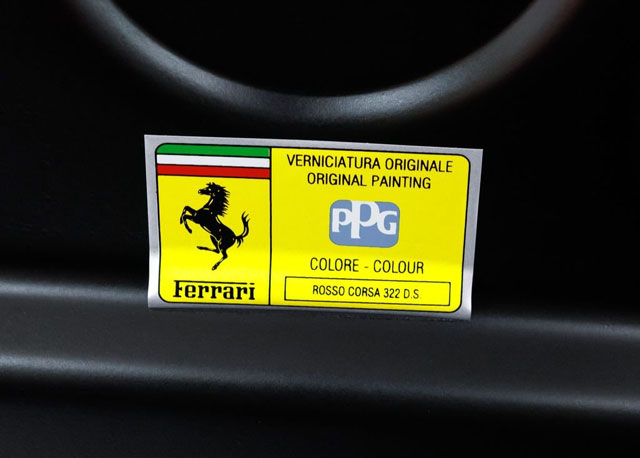 VERNICIATURA ORIGINALE
ORIGINAL PAINTING
PPG
COLORE - COLOUR
ROSSO CORSA 322 D.S.
Ferrari